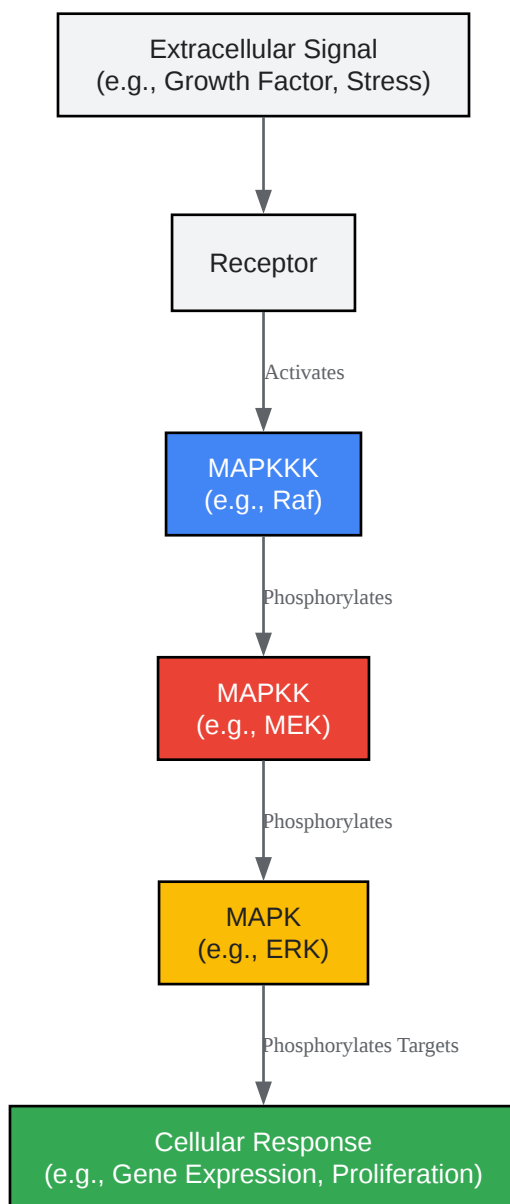 Extracellular Signal
(e.g., Growth Factor, Stress)
Receptor
Activates
MAPKKK
(e.g., Raf)
Phosphorylates
MAPKK
(e.g., MEK)
Phosphorylates
MAPK
(e.g., ERK)
Phosphorylates Targets
Cellular Response
(e.g., Gene Expression, Proliferation)